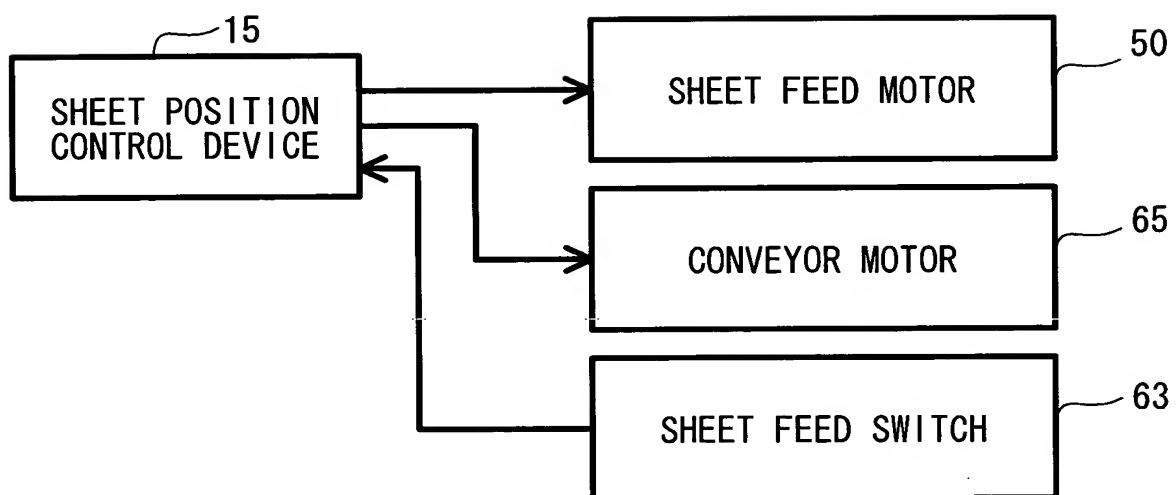 15
SHEET POSITION
CONTROL DEVICE
SHEET FEED MOTOR
50
CONVEYOR MOTOR
65
SHEET FEED SWITCH
63